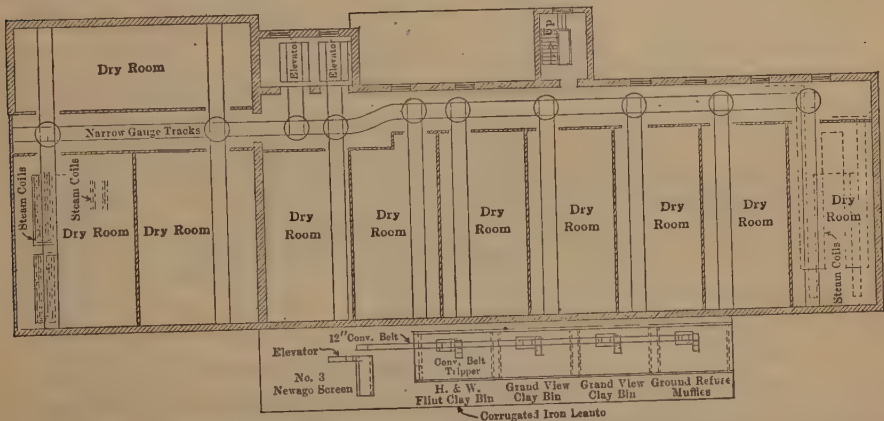 Dry Room
Elevator
Elevator
Up
Narrow Gauge Tracks
Steam Coils
Steam Coils
Dry Room
Dry Room
Dry
Room
Dry
Room
Dry
Room
Dry
Room
Dry
Room
Dry
Room
Dry
Room
Steam Coils
12"Conv. Belt
Elevator
No. 3
Newago Screen
Conv. Belt
Tripper
H. & W.
Flint Clay Bin
Grand View
Clay Bin
Grand View
Clay Bin
Ground Refuse
Muffles
Corrugated Iron Leanto